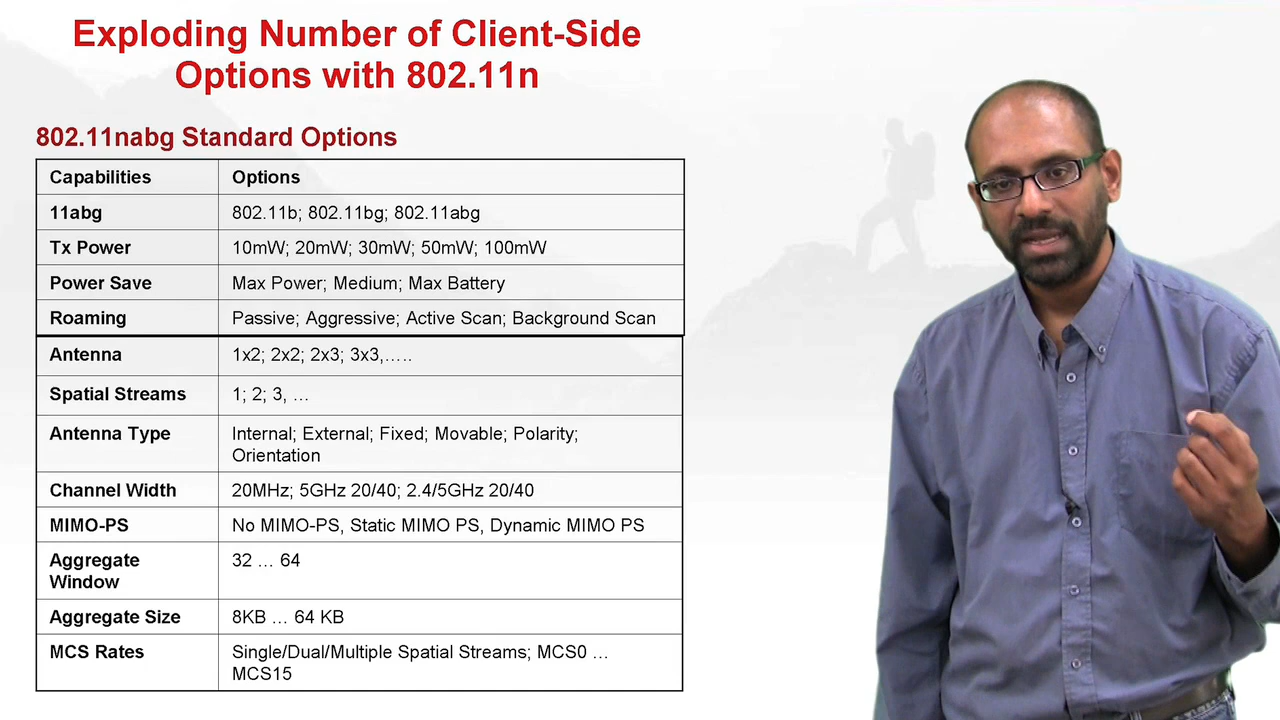 Exploding Number of Client-Side
Options with 802.11n
802.11nabg Standard Options
Capabilities Options
11abg 802.11b; 802.11bg; 802.11abg
Tx Power 10mW; 20mW; 30mW; 50mW; 100mW
Power Save Max Power; Medium; Max Battery
Roaming Passive; Aggressive; Active Scan; Background Scan
Antenna 1x2; 2x2; 2x3; 3x3,…..
Spatial Streams 1; 2; 3, …
Antenna Type Internal; External; Fixed; Movable; Polarity;
Orientation
Channel Width 20MHz; 5GHz 20/40; 2.4/5GHz 20/40
MIMO-PS No MIMO-PS, Static MIMO PS, Dynamic MIMO PS
Aggregate 32 … 64
Window
Aggregate Size 8KB … 64 KB
MCS Rates Single/Dual/Multiple Spatial Streams; MCS0 …
MCS15